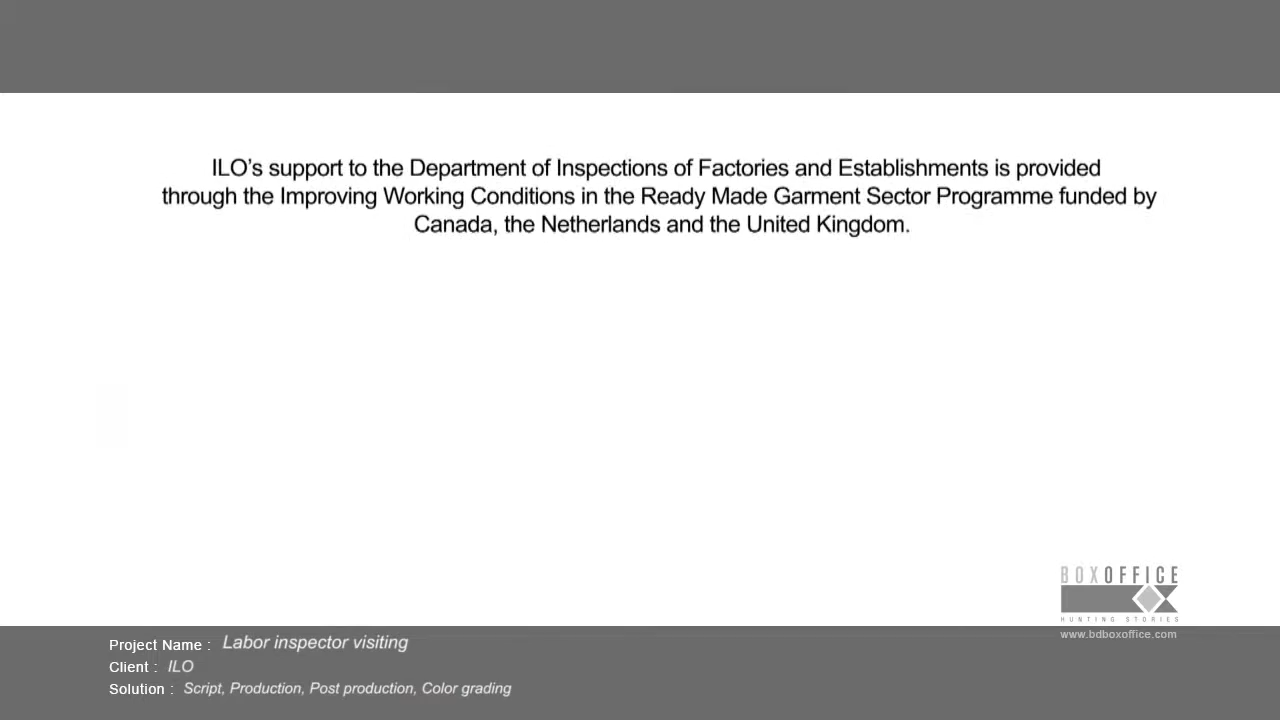 ILO's support to the Department of Inspections of Factories and Establishments is provided
through the Improving Working Conditions in the Ready Made Garment Sector Programme funded by
Canada, the Netherlands and the United Kingdom.
BOXOFFICE
HUNTING STORIES
www.bdboxoffice.com
Project Name : Labor inspector visiting
Client : ILO
Solution : Script, Production, Post production, Color grading